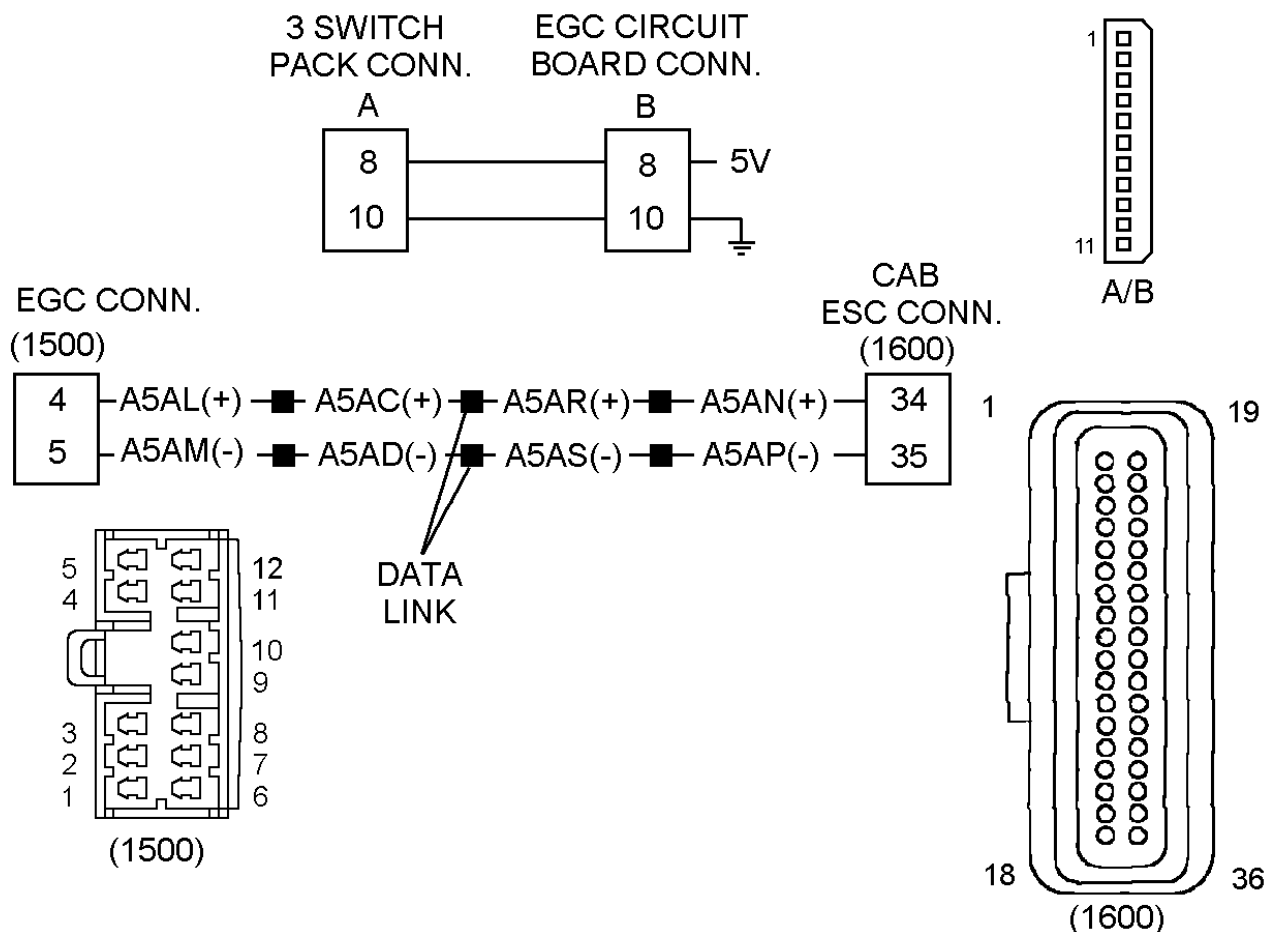 3 SWITCH
PACK CONN.
A
EGC CIRCUIT
BOARD CONN.
B
8
10
8
10
5V
1
11
A/B
EGC CONN.
(1500)
4
5
A5AL(+)
A5AC(+)
A5AR(+)
A5AN(+)
A5AM(-)
A5AD(-)
A5AS(-)
A5AP(-)
CAB
ESC CONN.
(1600)
34
35
DATA
LINK
5
4
3
2
1
12
11
10
9
8
7
6
(1500)
1
19
18
36
(1600)